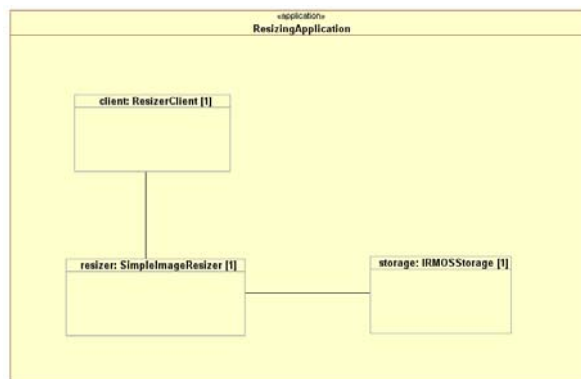 «application»
ResizingApplication
client: ResizerClient [1]
resizer: SimpleImageResizer [1]
storage: IRMOSStorage [1]